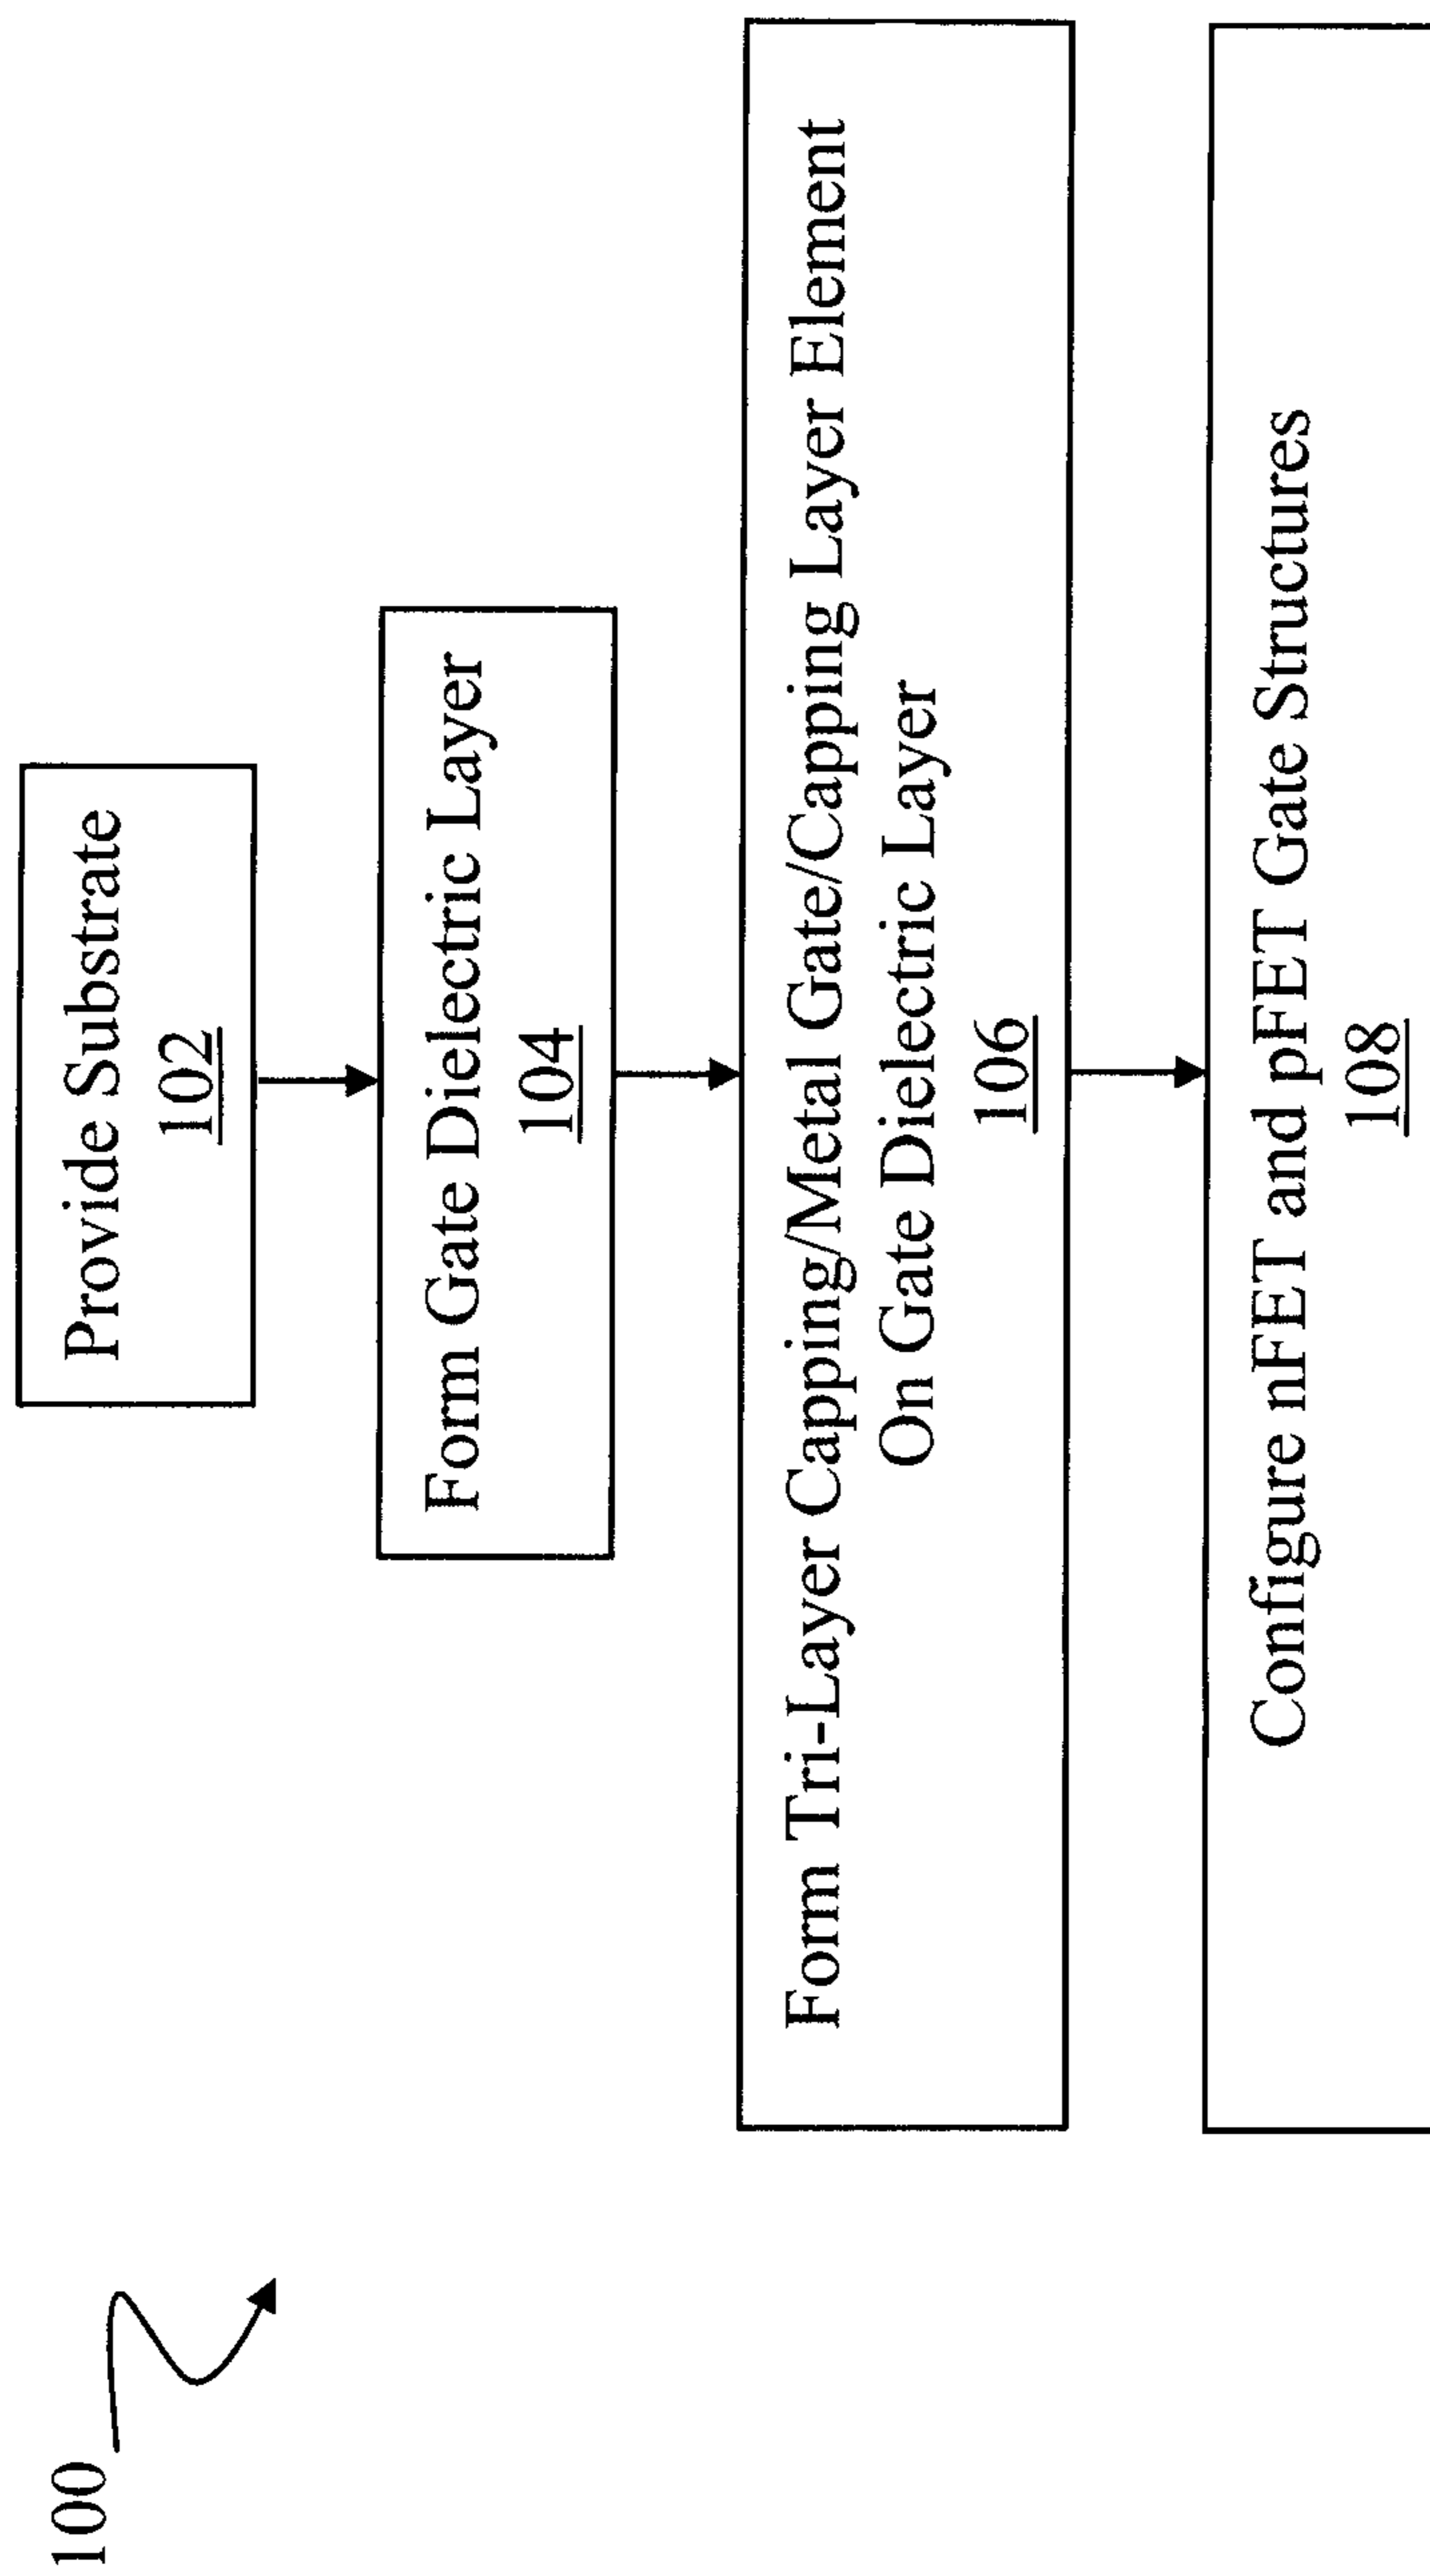 100
Provide Substrate
102
Form Gate Dielectric Layer
104
Form Tri-Layer Capping/Metal Gate/Capping Layer Element
On Gate Dielectric Layer
106
Configure nFET and pFET Gate Structures
108